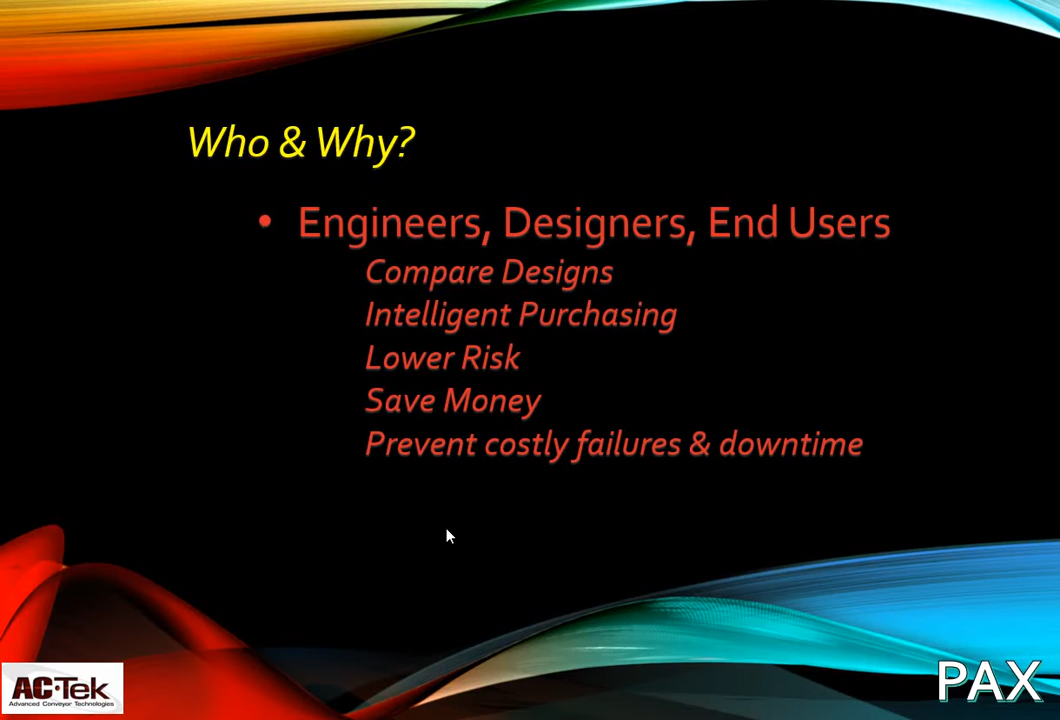 Who & Why?
• Engineers, Designers, End Users
Compare Designs
Intelligent Purchasing
Lower Risk
Save Money
Prevent costly failures & downtime
AC•Tek
Advanced Conveyor Technologies
PAX